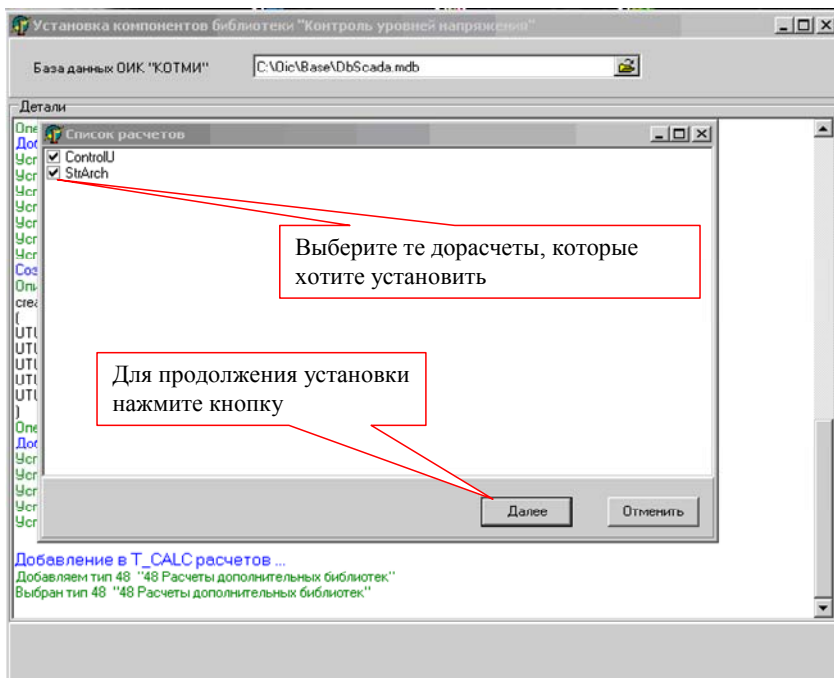 Установка компонентов библиотеки "Контроль уровней напряжения"
База данных ОИК "КОТМИ"
C:\Oic\Base\DbScada.mdb
Детали
Список расчетов
ControlU
StrArch
Выберите те дорасчеты, которые
хотите установить
Для продолжения установки
нажмите кнопку
Далее
Отменить
(
)
Добавление в T_CALC расчетов ...
Добавляем тип 48 "48 Расчеты дополнительных библиотек"
Выбран тип 48 "48 Расчеты дополнительных библиотек"